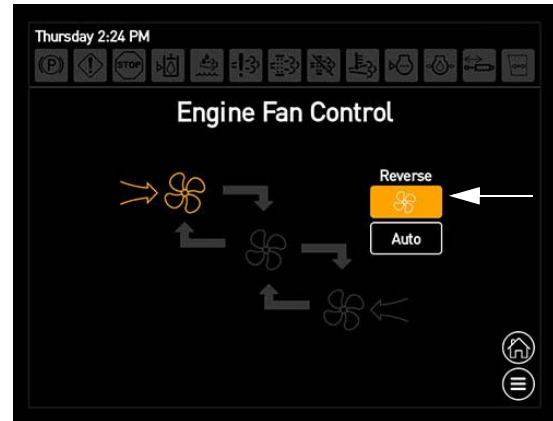 Thursday 2:24 PM
(P) STOP
Engine Fan Control
Reverse
Auto